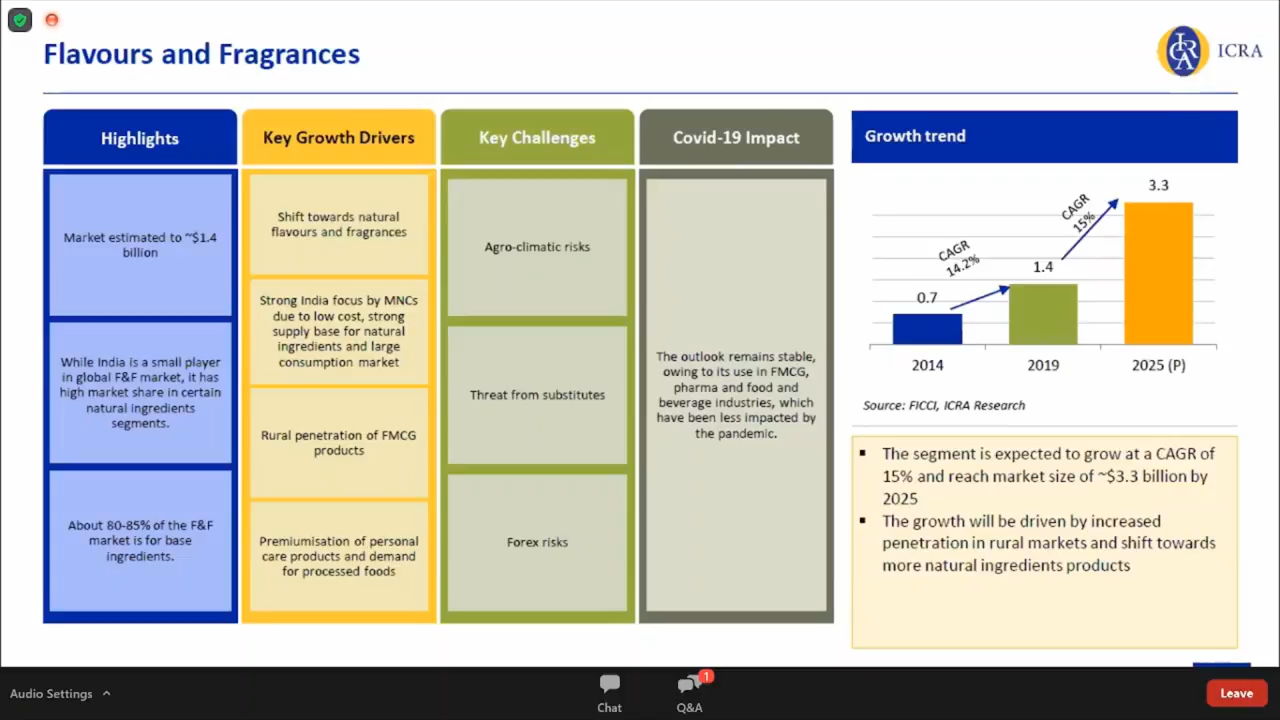 Flavours and Fragrances
ICRA
ICRA
Highlights
Market estimated to ~$1.4
billion
While India is a small player
in global F&F market, it has
high market share in certain
natural ingredients
segments.
About 80-85% of the F&F
market is for base
ingredients.
Key Growth Drivers
Shift towards natural
flavours and fragrances
Strong India focus by MNCs
due to low cost, strong
supply base for natural
ingredients and large
consumption market
Rural penetration of FMCG
products
Premiumisation of personal
care products and demand
for processed foods
Key Challenges
Agro-climatic risks
Threat from substitutes
Forex risks
Covid-19 Impact
The outlook remains stable,
owing to its use in FMCG,
pharma and food and
beverage industries, which
have been less impacted by
the pandemic.
Growth trend
0.7
CAGR
14.2%
1.4
CAGR
15%
3.3
2014
2019
2025 (P)
Source: FICCI, ICRA Research
▪ The segment is expected to grow at a CAGR of
15% and reach market size of ~$3.3 billion by
2025
▪ The growth will be driven by increased
penetration in rural markets and shift towards
more natural ingredients products
Audio Settings
Chat
1
Q&A
Leave